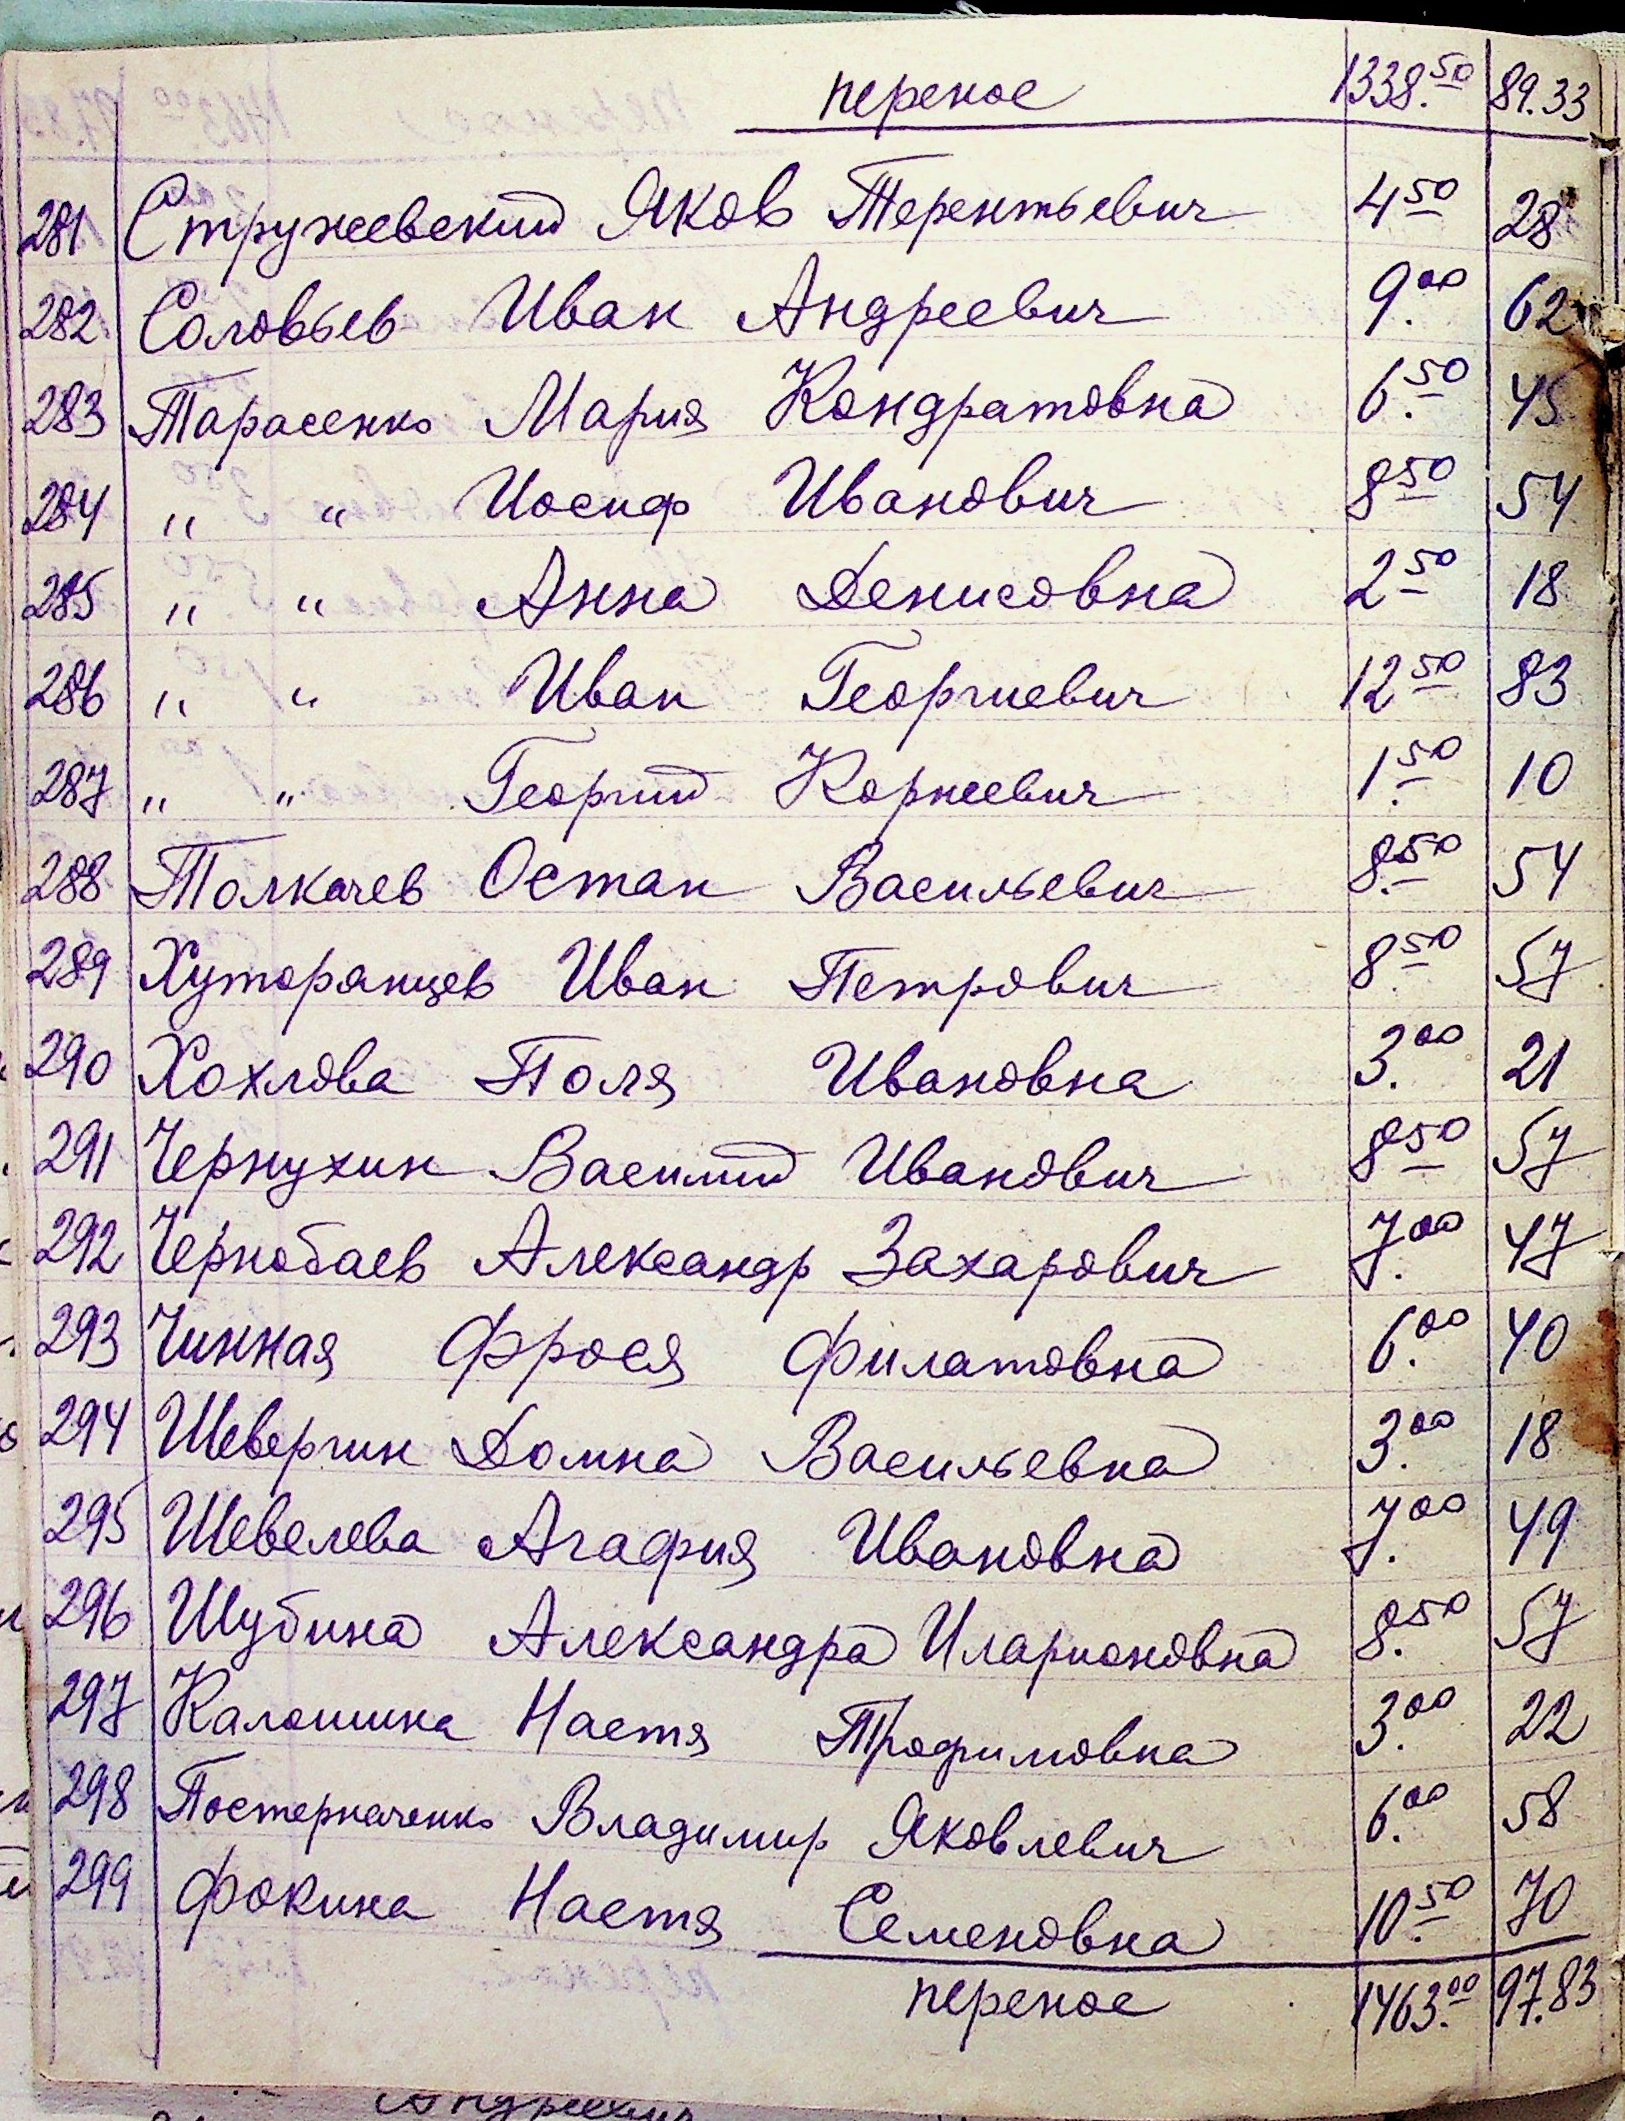 перенос 1338.50 89.33
281 Стружевский Яков Терентьевич 4 50 28
282 Соловьев Иван Андреевич 9.00 62
283 Тарасенко Мария Кондратовна 6.50 45
284 „ “ Иосиф Иванович 8 50 54
285 „ “ Анна Денисовна 2 50 18
286 „ “ Иван Георгиевич 12 50 83
287 „ “ Георгий Корнеевич 1.50 10
288 Толкачев Остап Васильевич 8.50 54
289 Хуторянцев Иван Петрович 8.50 57
290 Хохлова Поля Ивановна 3.00 21
291 Чернухин Василий Иванович 8 50 57
292 Чернобаев Александр Захарович 7.00 47
293 Чинная Фрося Филатовна 6.00 40
294 Шевергин Домна Васильевна 3.00 18
295 Шевелева Агафия Ивановна 7.00 49
296 Шубина Александра Иларионовна 8.50 57
297 Калошина Настя Трофимовна 3.00 22
298 Постерначенко Владимир Яковлевич 6.00 58
299 Фокина Настя Семеновна 10.50 70
перенос 1463.00 97.83